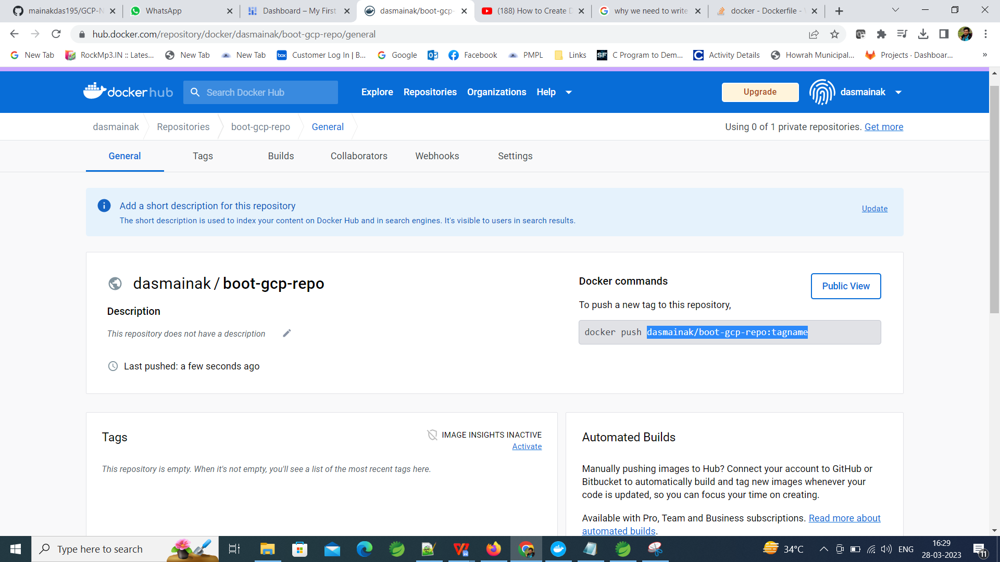 mainakdas195/GCP-N
WhatsApp
Dashboard – My First
dasmainak/boot-gcp-
(188) How to Create D
why we need to write
docker - Dockerfile -
hub.docker.com/repository/docker/dasmainak/boot-gcp-repo/general
New Tab
RockMp3.IN :: Lates...
New Tab
New Tab
box
Customer Log In | B...
Google
Facebook
PMPL
Links
SF
C Program to Dem...
C
Activity Details
Howrah Municipal...
Projects · Dashboar...
»
dockerhub
Search Docker Hub
Explore
Repositories
Organizations
Help
Upgrade
dasmainak
dasmainak
Repositories
boot-gcp-repo
General
Using 0 of 1 private repositories. Get more
General
Tags
Builds
Collaborators
Webhooks
Settings
Add a short description for this repository
The short description is used to index your content on Docker Hub and in search engines. It's visible to users in search results.
Update
dasmainak / boot-gcp-repo
Description
This repository does not have a description
Last pushed: a few seconds ago
Docker commands
Public View
To push a new tag to this repository,
docker push dasmainak/boot-gcp-repo:tagname
Tags
IMAGE INSIGHTS INACTIVE
Activate
This repository is empty. When it's not empty, you'll see a list of the most recent tags here.
Automated Builds
Manually pushing images to Hub? Connect your account to GitHub or
Bitbucket to automatically build and tag new images whenever your
code is updated, so you can focus your time on creating.
Available with Pro, Team and Business subscriptions. Read more about
automated builds.
Type here to search
34°C
ENG
16:29
28-03-2023
11